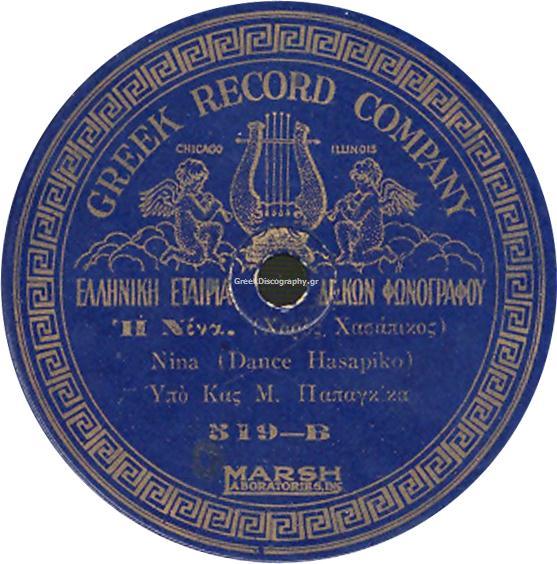 GREEK RECORD COMPANY
CHICAGO ILLINOIS
GreekDiscography.gr
ΕΛΛΗΝΙΚΗ ΕΤΑΙΡΙΑ ΔΙΣΚΩΝ ΦΩΝΟΓΡΑΦΟΥ
Ἡ Νένα. (Χορὸς Χασάπικος)
Nina (Dance Hasapiko)
Ὑπὸ Κας Μ. Παπαγκίκα
519—B
MARSH
LABORATORIES, INC